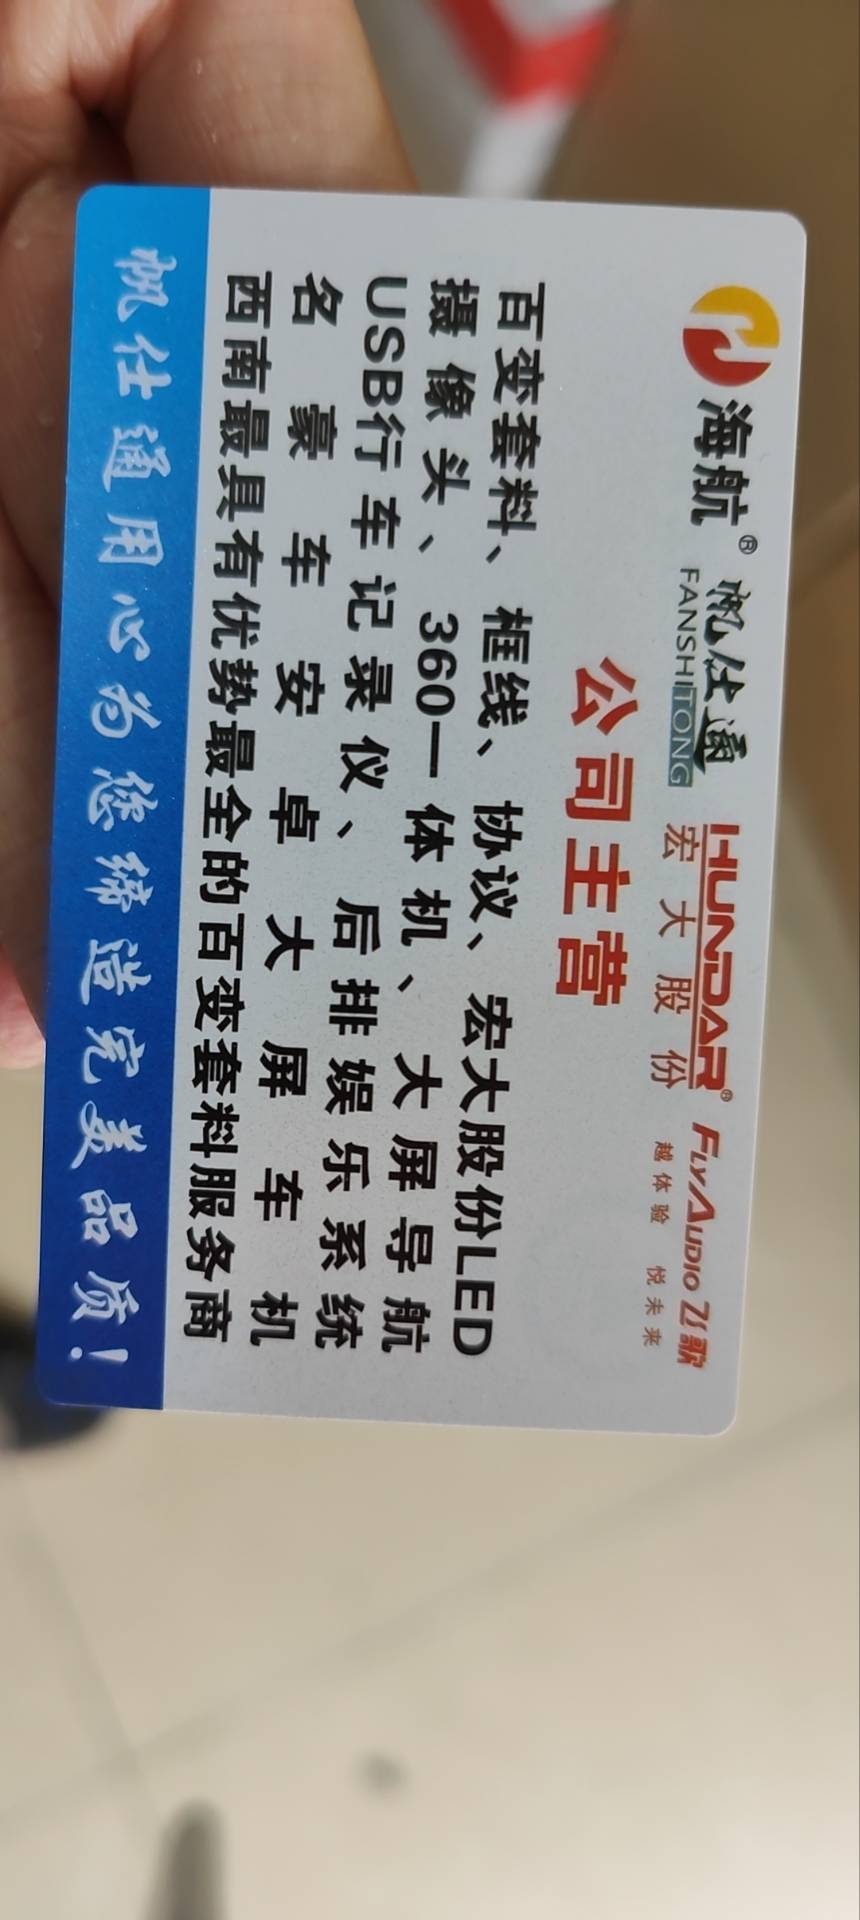 海航® 帆仕通 HUNDAR® FLYAUDIO 飞歌
FANSHITONG 宏大股份 越体验 悦未来
公司主营
百变套料、框线、协议、宏大股份LED
摄像头、360一体机、大屏导航
USB行车记录仪、后排娱乐系统
名豪车安卓大屏车机
西南最具有优势最全的百变套料服务商
帆仕通用心为您缔造完美品质！